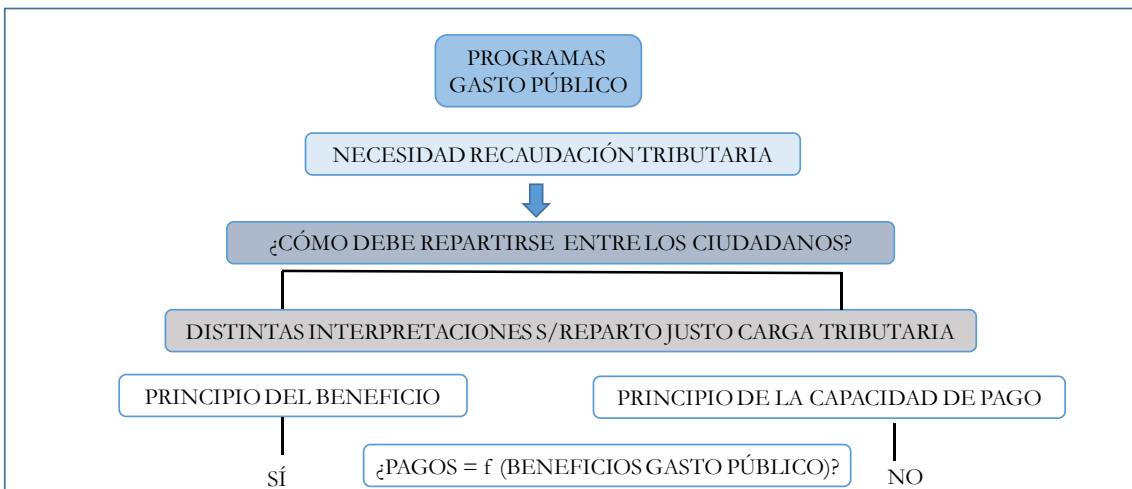 PROGRAMAS
GASTO PÚBLICO
NECESIDAD RECAUDACIÓN TRIBUTARIA
¿CÓMO DEBE REPARTIRSE ENTRE LOS CIUDADANOS?
DISTINTAS INTERPRETACIONES S/REPARTO JUSTO CARGA TRIBUTARIA
PRINCIPIO DEL BENEFICIO
PRINCIPIO DE LA CAPACIDAD DE PAGO
SÍ
¿PAGOS = f (BENEFICIOS GASTO PÚBLICO)?
NO